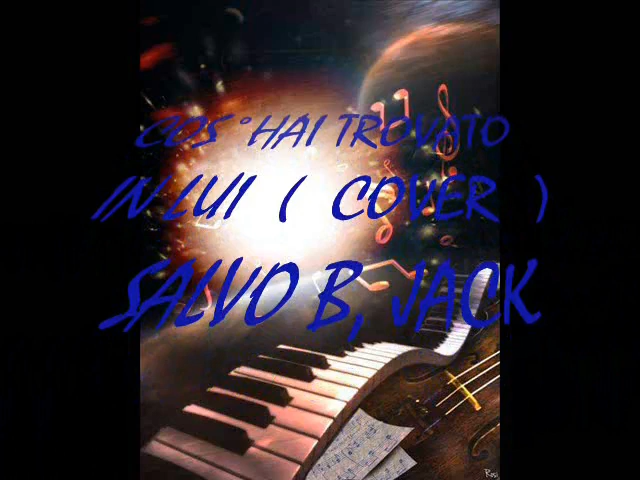 COS°HAI TROVATO
IN LUI ( COVER )
SALVO B, JACK